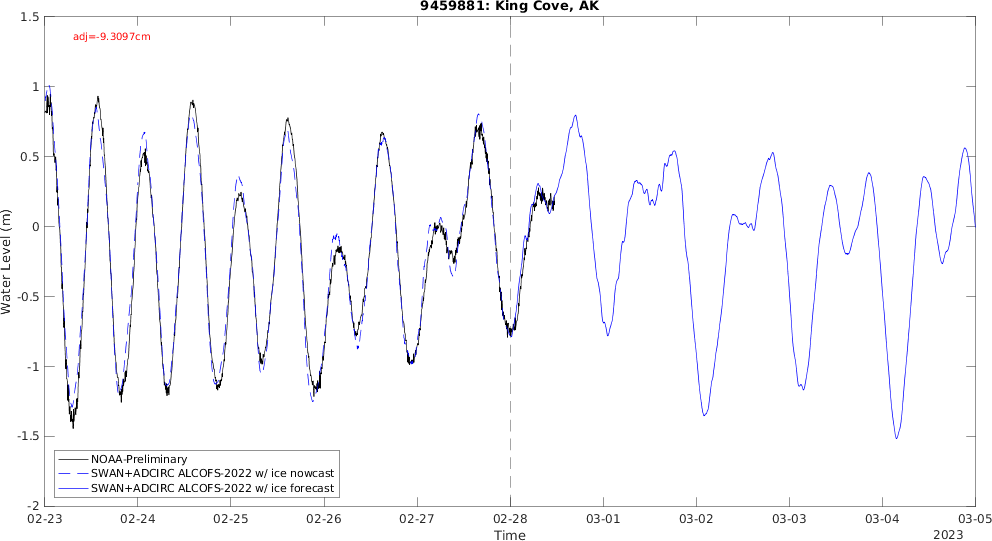 9459881: King Cove, AK
adj=-9.3097cm
1.5
1
0.5
0
-0.5
-1
-1.5
-2
Water Level (m)
NOAA-Preliminary
SWAN+ADCIRC ALCOFS-2022 w/ ice nowcast
SWAN+ADCIRC ALCOFS-2022 w/ ice forecast
02-23 02-24 02-25 02-26 02-27 02-28 03-01 03-02 03-03 03-04 03-05
Time
2023